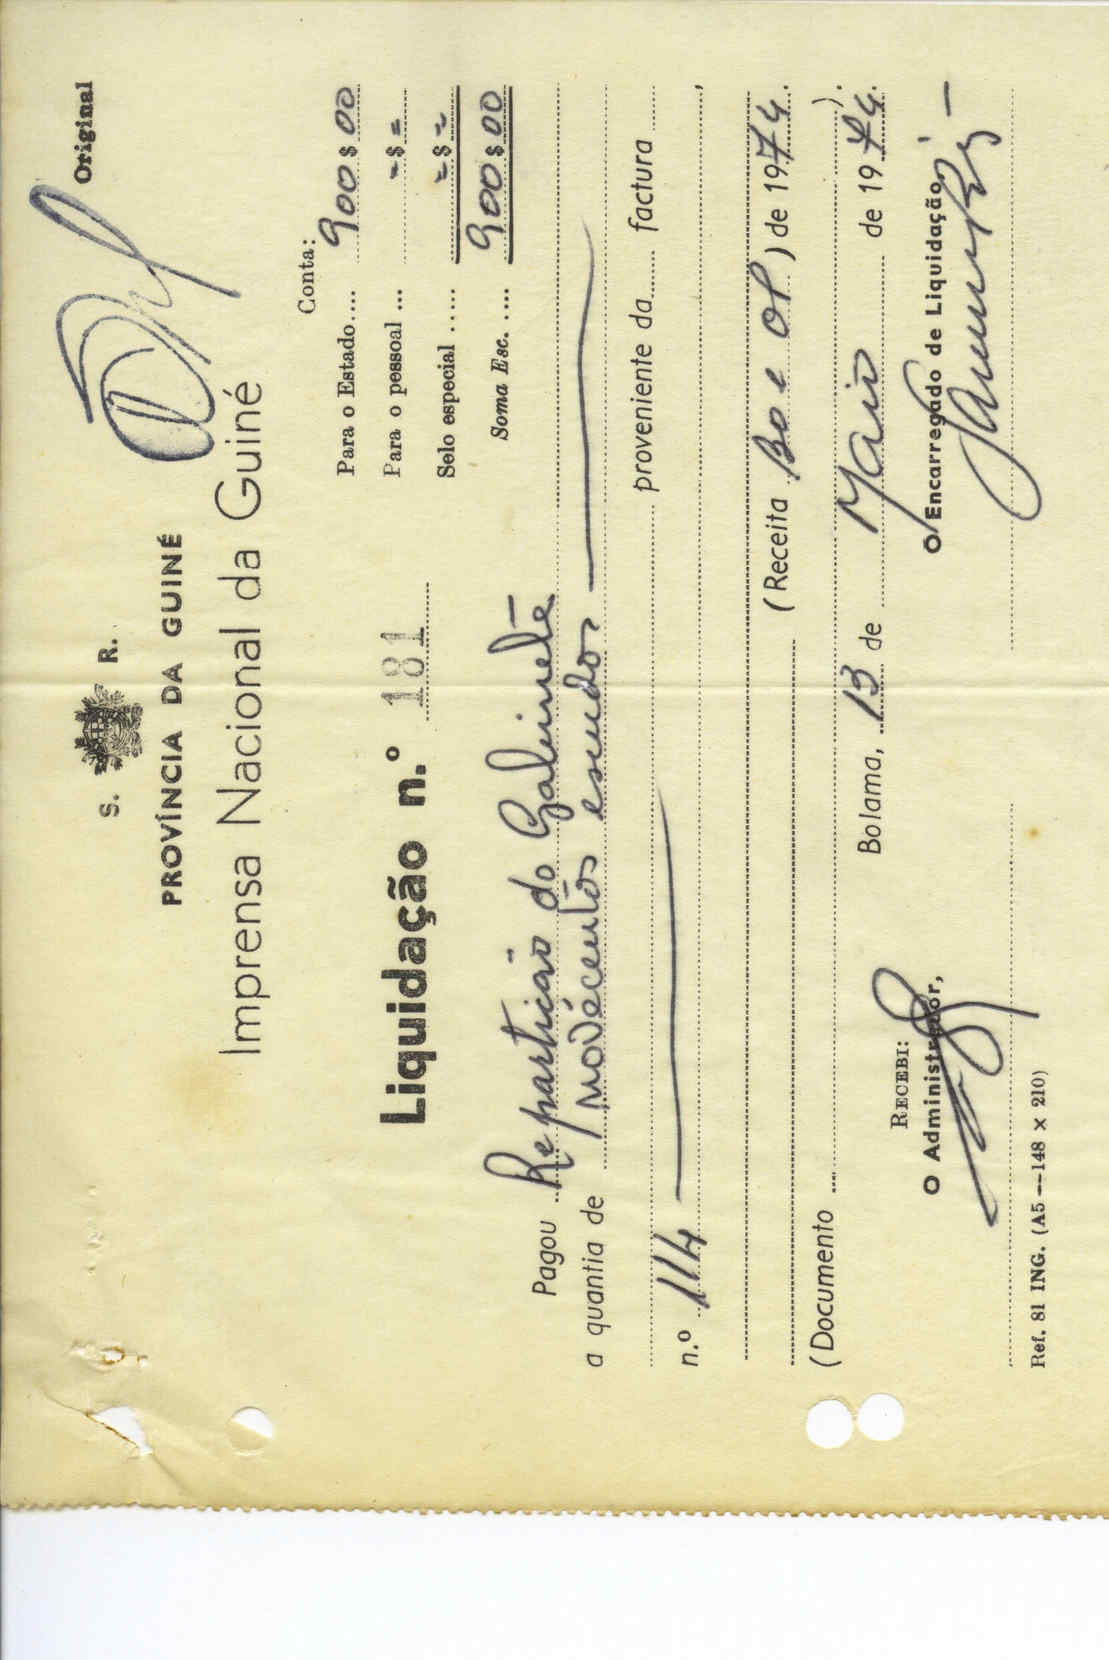 Original
S. R.
PROVÍNCIA DA GUINÉ
Imprensa Nacional da Guiné
Conta:
Para o Estado.... 900$00
Para o pessoal ... =$=
Selo especial ..... =$=
Soma Esc. .... 900$00
Liquidação n.º 181
Pagou Repartição do Gabinete
a quantia de novecentos escudos
proveniente da factura
n.º 114
(Receita Bo e Of.) de 1974.
(Documento ).
Bolama, 13 de Maio de 1974.
RECEBI:
O Administrador,
O Encarregado de Liquidação,
Ref. 81 ING. (A5—148 x 210)